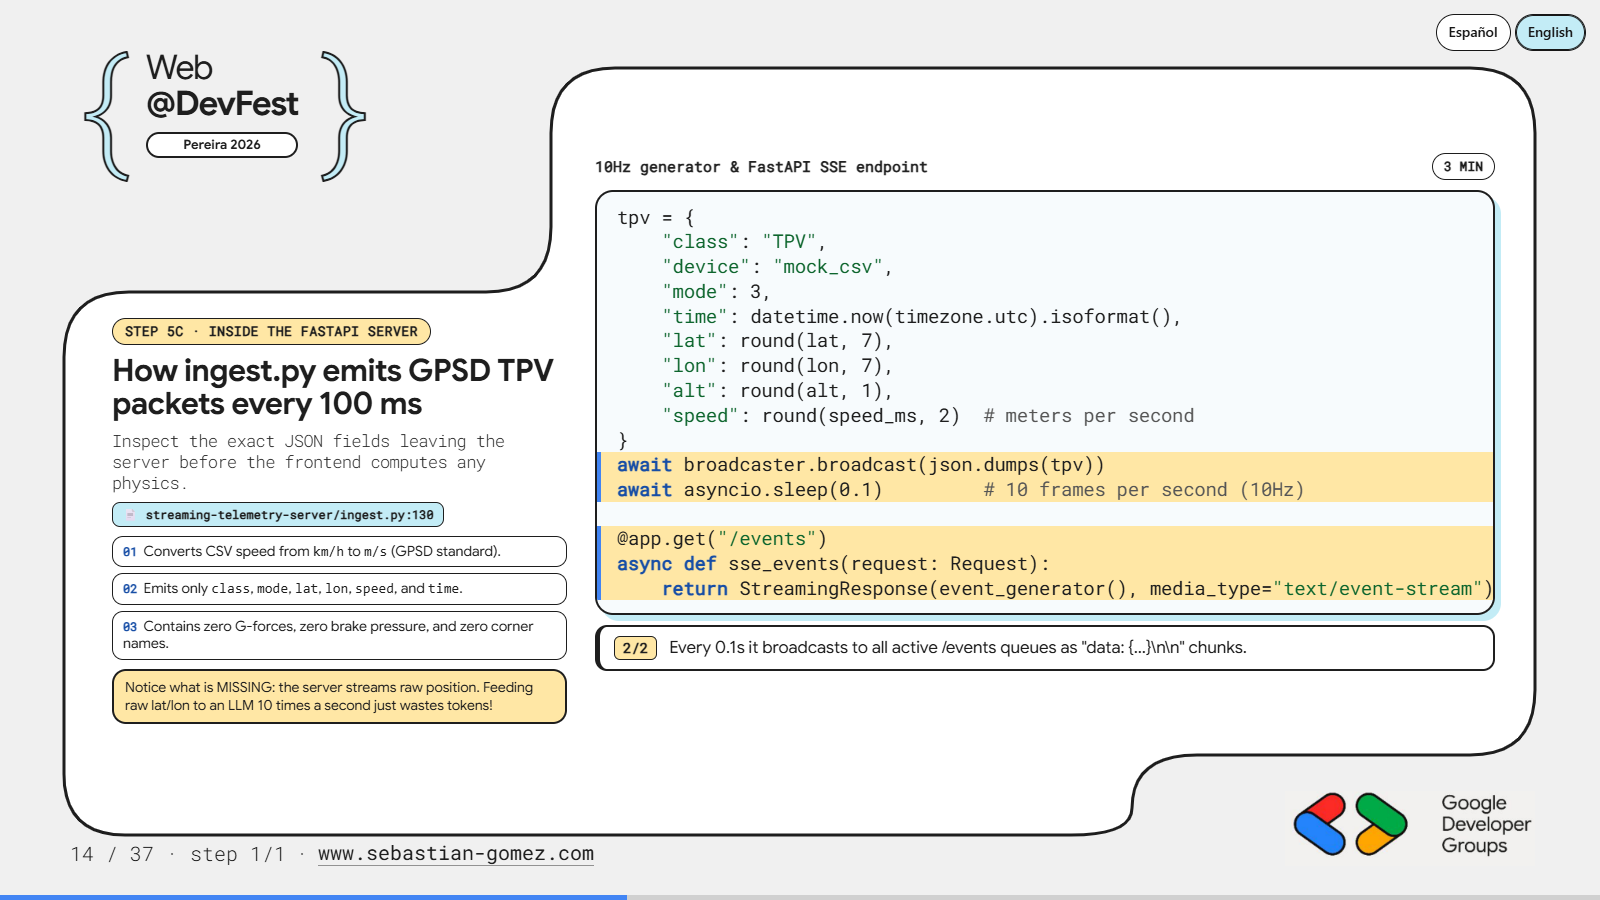 Español
English
Web
@DevFest
Pereira 2026
STEP 5C · INSIDE THE FASTAPI SERVER
How ingest.py emits GPSD TPV
packets every 100 ms
Inspect the exact JSON fields leaving the
server before the frontend computes any
physics.
streaming-telemetry-server/ingest.py:130
01 Converts CSV speed from km/h to m/s (GPSD standard).
02 Emits only class, mode, lat, lon, speed, and time.
03 Contains zero G-forces, zero brake pressure, and zero corner
names.
Notice what is MISSING: the server streams raw position. Feeding
raw lat/lon to an LLM 10 times a second just wastes tokens!
10Hz generator & FastAPI SSE endpoint
3 MIN
tpv = {
    "class": "TPV",
    "device": "mock_csv",
    "mode": 3,
    "time": datetime.now(timezone.utc).isoformat(),
    "lat": round(lat, 7),
    "lon": round(lon, 7),
    "alt": round(alt, 1),
    "speed": round(speed_ms, 2)  # meters per second
}
await broadcaster.broadcast(json.dumps(tpv))
await asyncio.sleep(0.1)         # 10 frames per second (10Hz)
@app.get("/events")
async def sse_events(request: Request):
    return StreamingResponse(event_generator(), media_type="text/event-stream")
2/2 Every 0.1s it broadcasts to all active /events queues as "data: {...}\n\n" chunks.
14 / 37 · step 1/1 · www.sebastian-gomez.com
Google
Developer
Groups